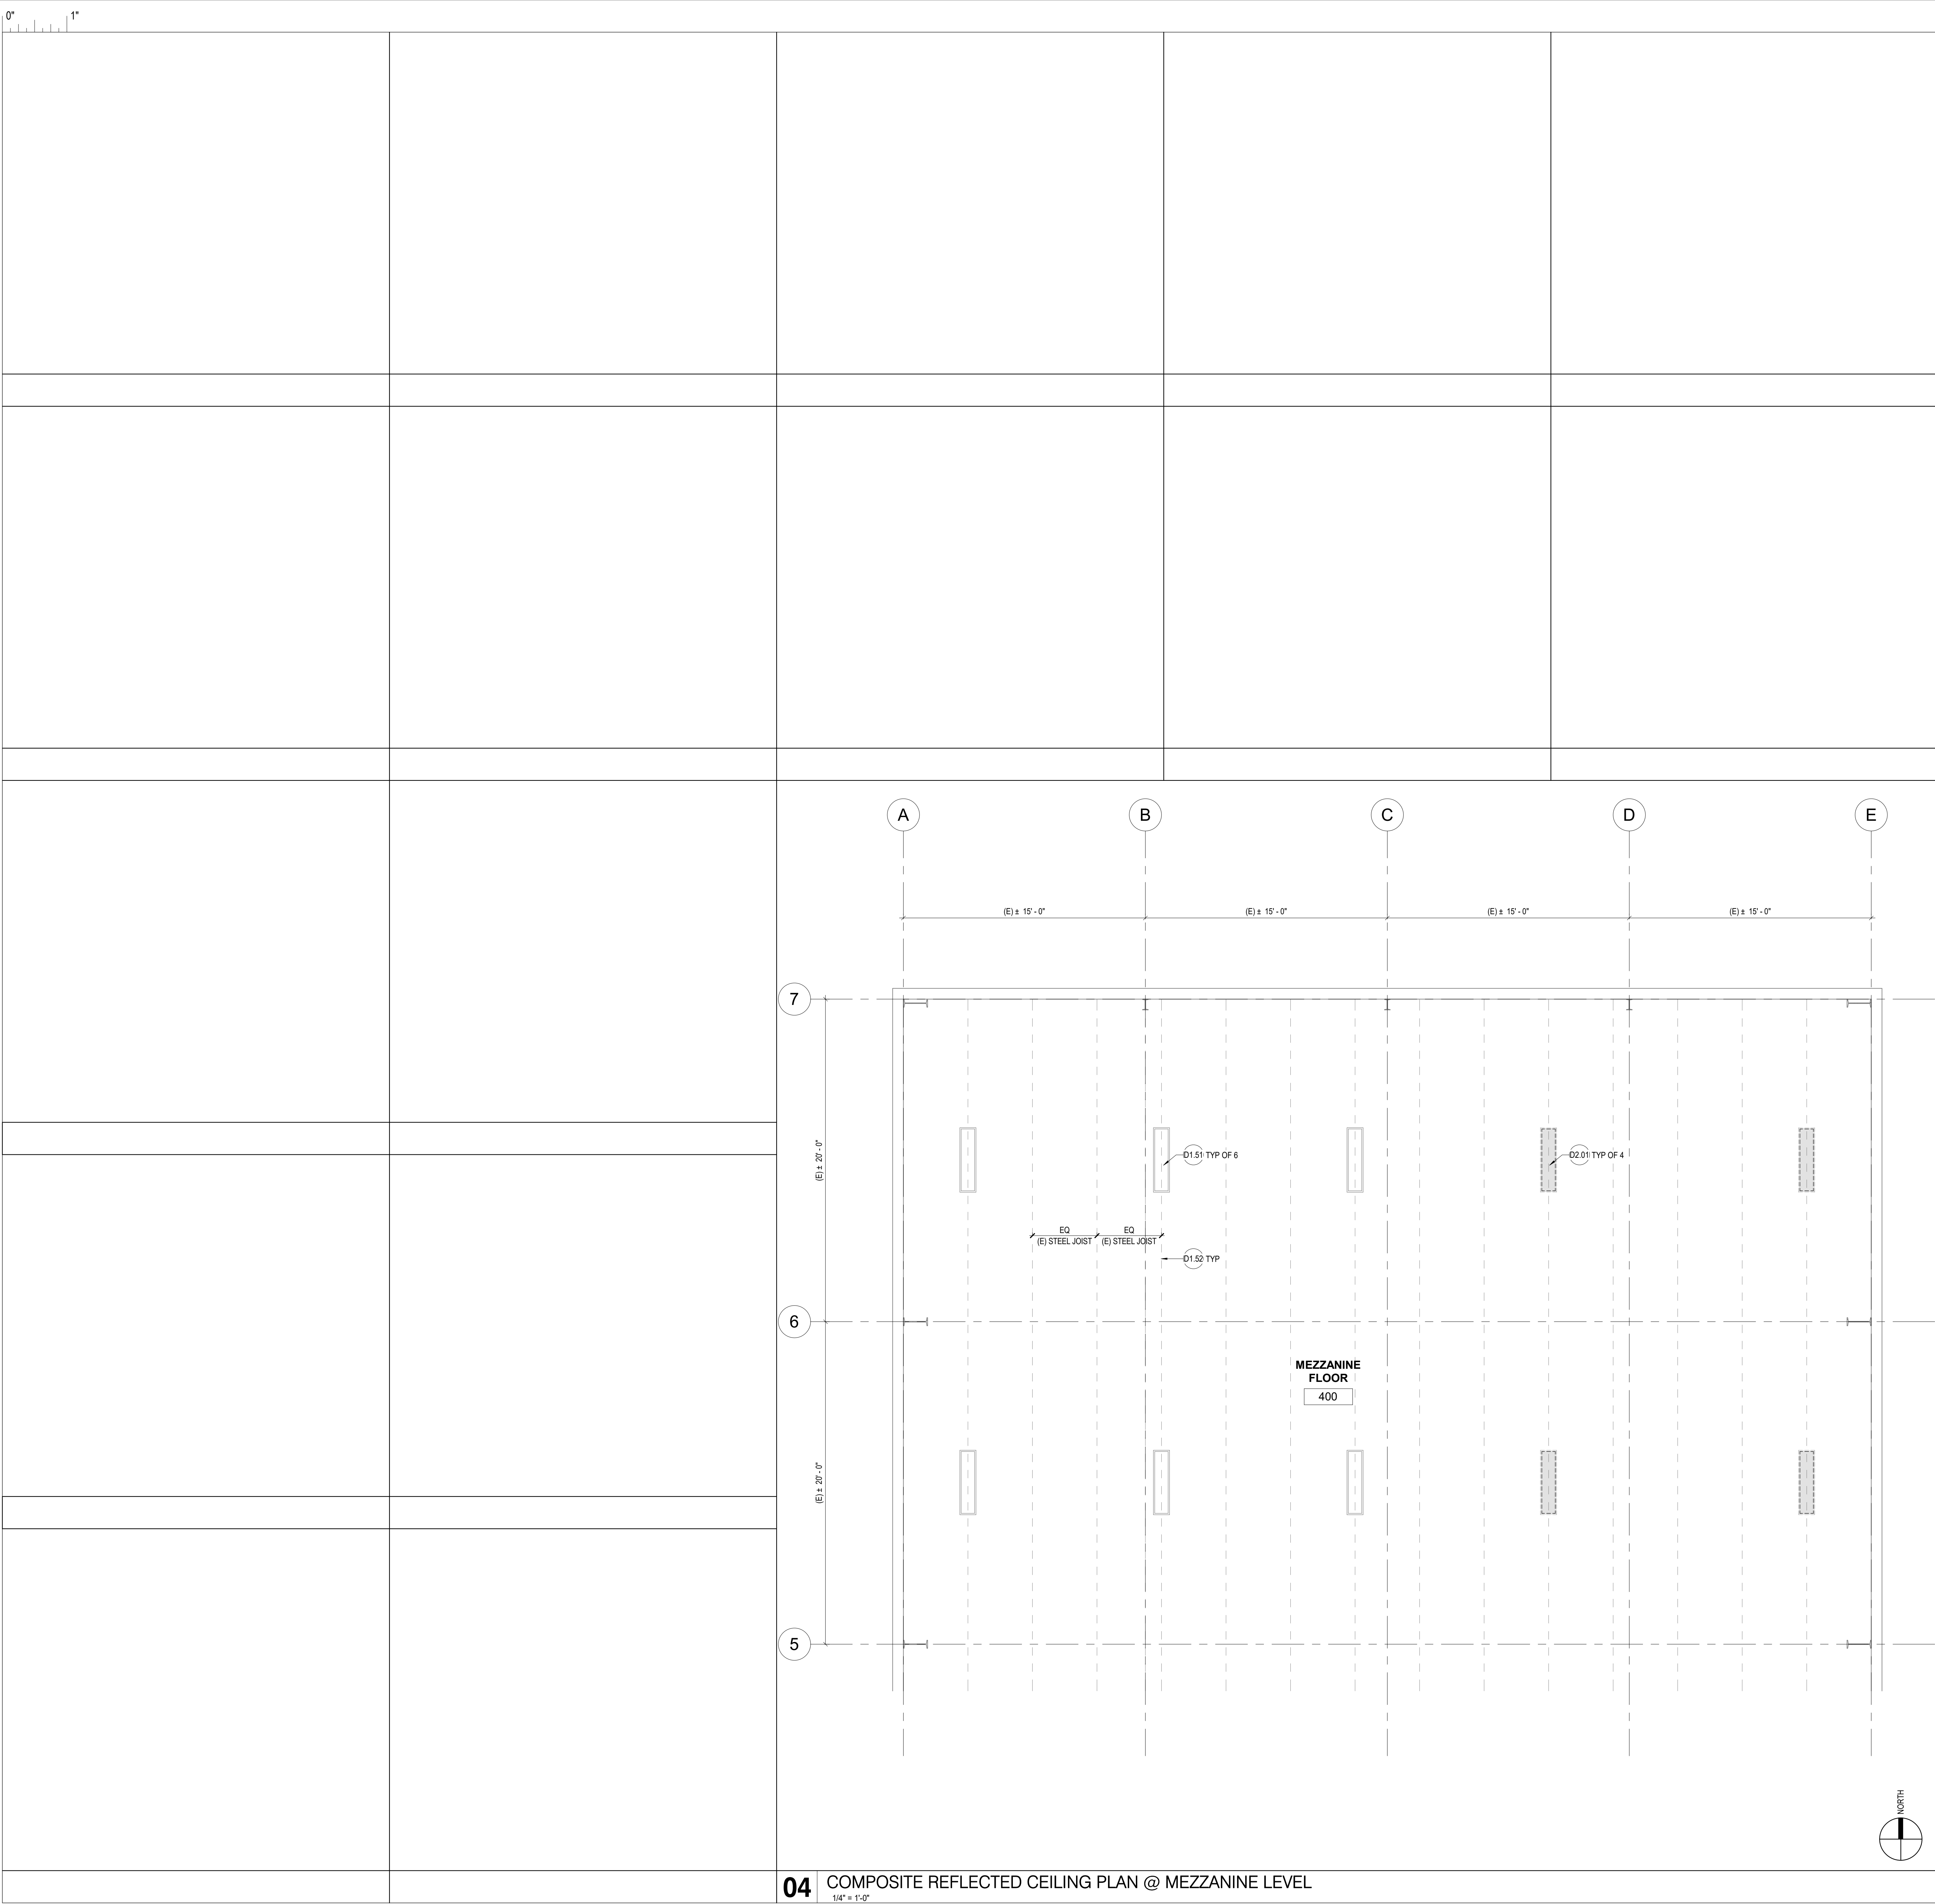 0" 1"
A B C D E
(E) ± 15' - 0" (E) ± 15' - 0" (E) ± 15' - 0" (E) ± 15' - 0"
7
(E) ± 20' - 0"
D1.51 TYP OF 6
D2.01 TYP OF 4
EQ EQ
(E) STEEL JOIST (E) STEEL JOIST
D1.52 TYP
6
MEZZANINE
FLOOR
400
(E) ± 20' - 0"
5
NORTH
04 COMPOSITE REFLECTED CEILING PLAN @ MEZZANINE LEVEL
1/4" = 1'-0"